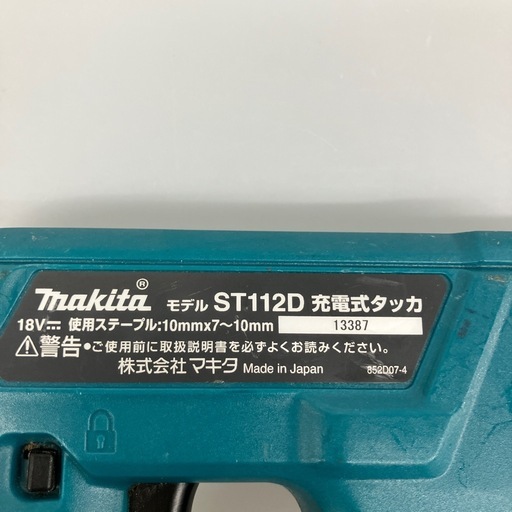 makita® モデル ST112D 充電式タッカ
18V⎓ 使用ステープル:10mmx7〜10mm 13387
⚠警告・ご使用前に取扱説明書を必ずよくお読みください。
株式会社マキタ Made in Japan 852D07-4